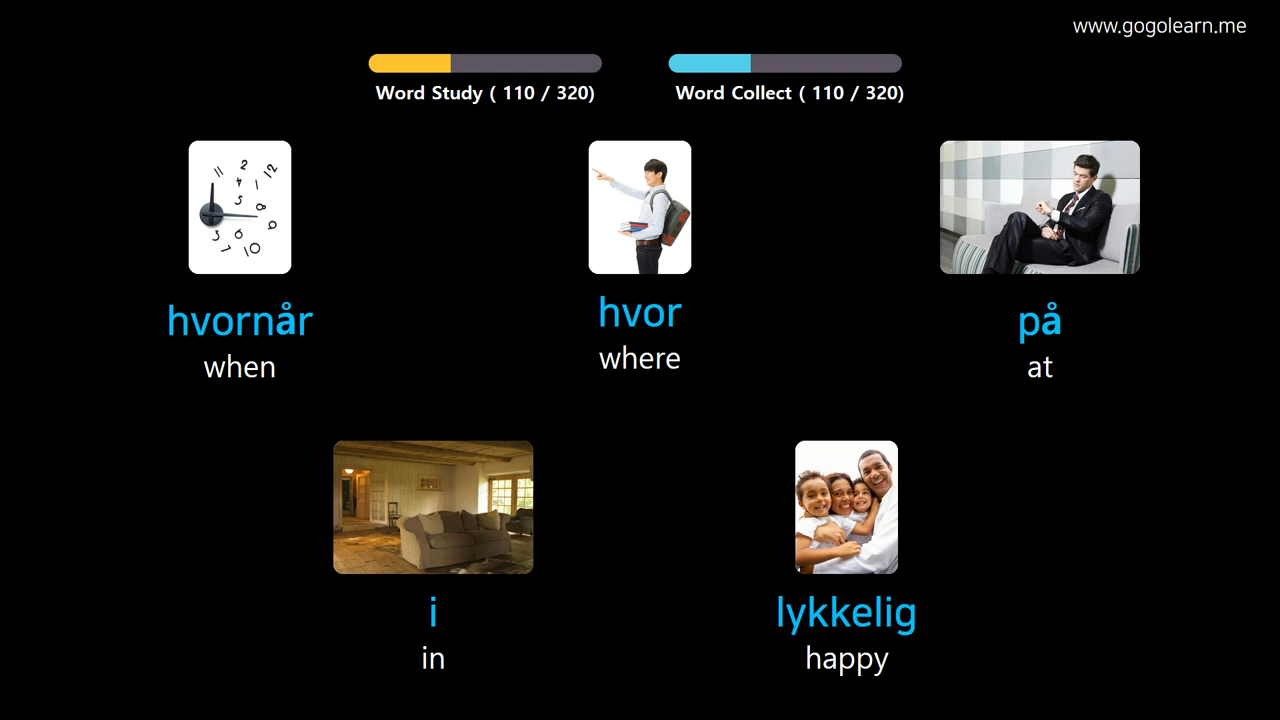 www.gogolearn.me
Word Study ( 110 / 320)
Word Collect ( 110 / 320)
hvornår
when
hvor
where
på
at
i
in
lykkelig
happy